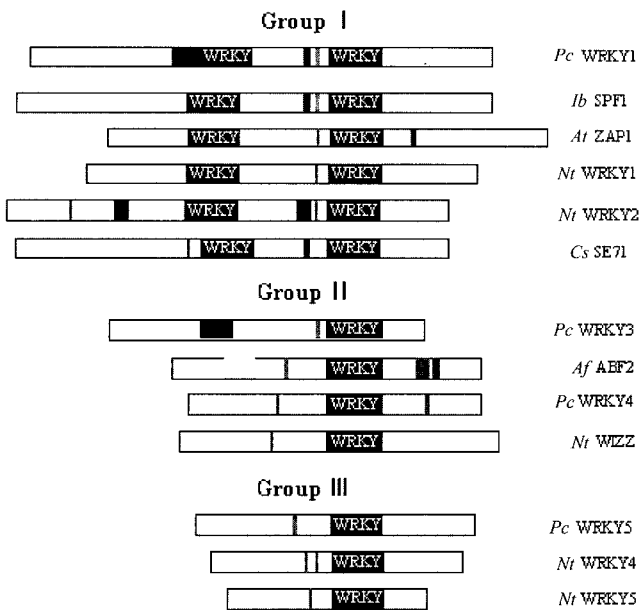 Group I
WRKY WRKY Pc WRKY1
WRKY WRKY Ib SPF1
WRKY WRKY At ZAP1
WRKY WRKY Nt WRKY1
WRKY WRKY Nt WRKY2
WRKY WRKY Cs SE71
Group II
WRKY Pc WRKY3
WRKY Af ABF2
WRKY Pc WRKY4
WRKY Nt WIZZ
Group III
WRKY Pc WRKY5
WRKY Nt WRKY4
WRKY Nt WRKY5